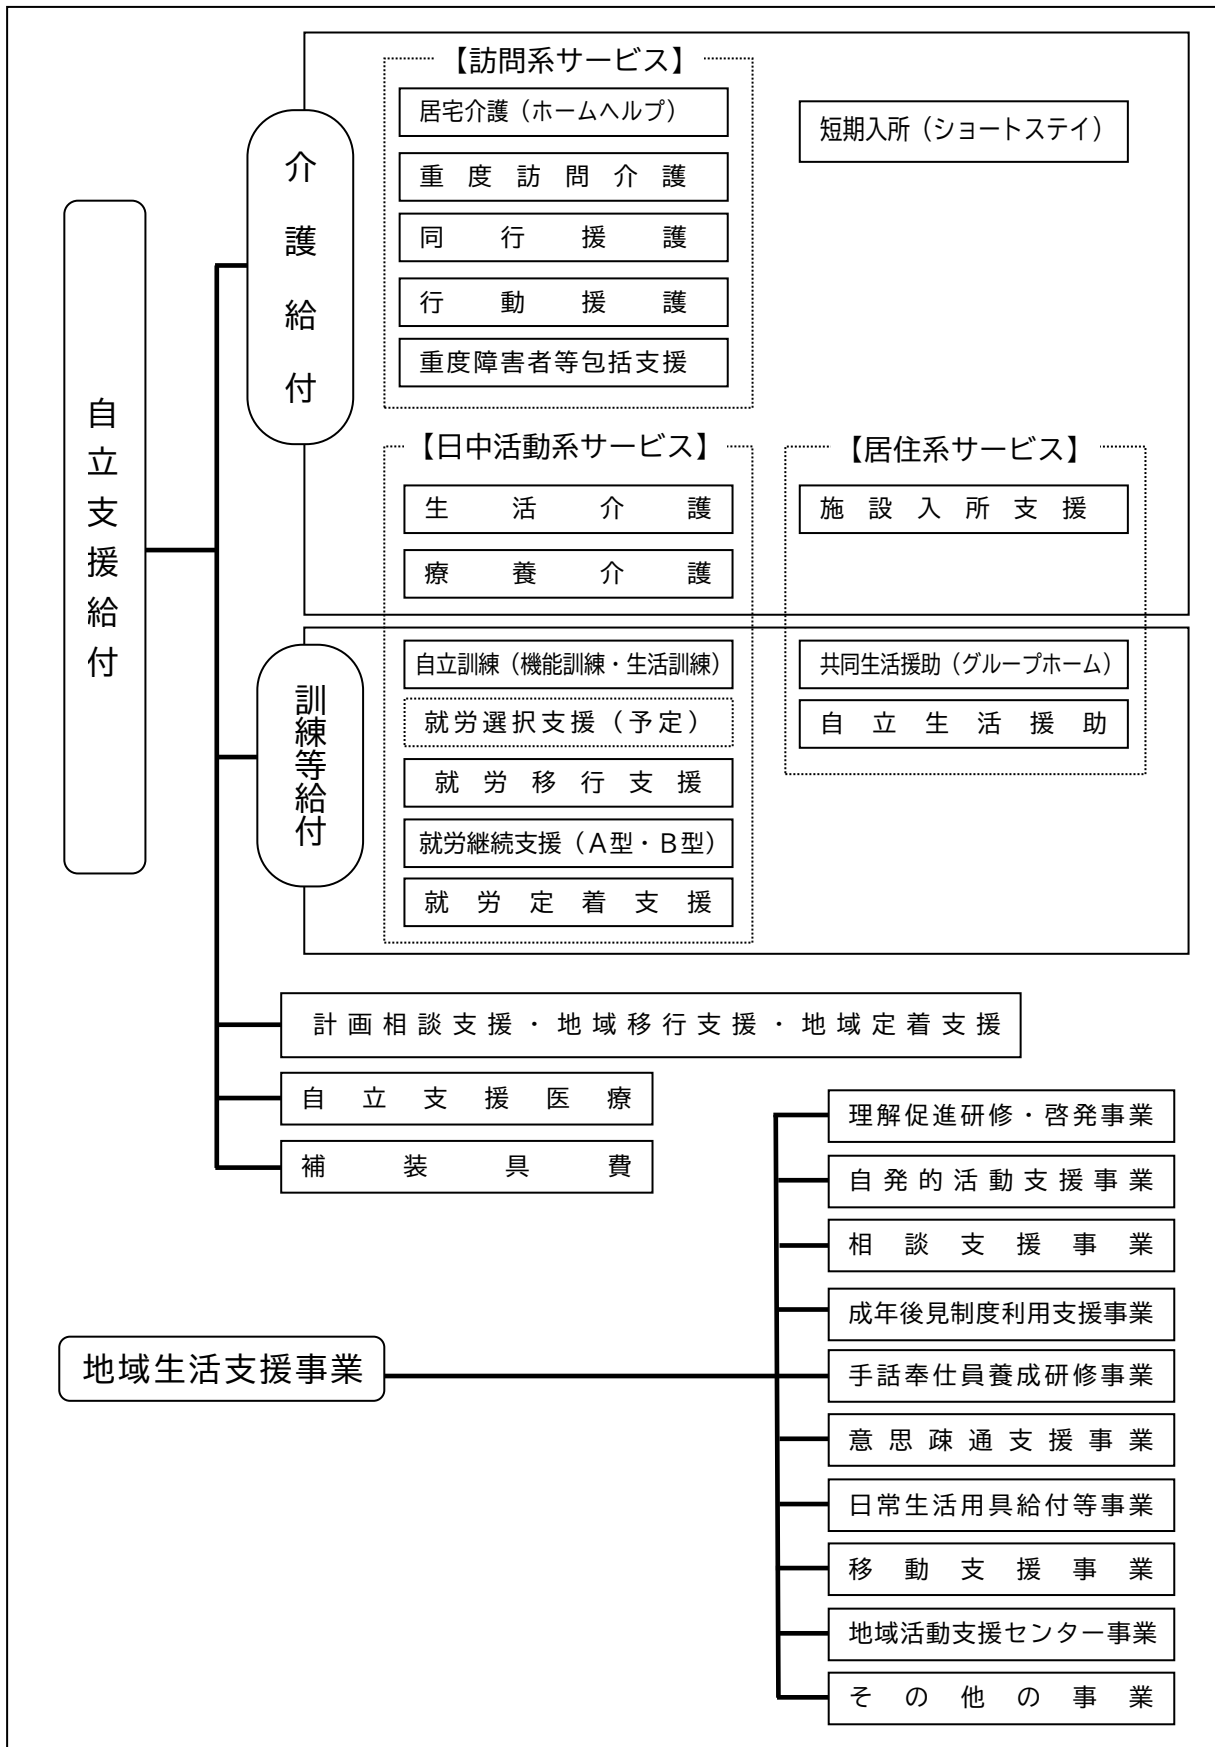 自立支援給付
介護給付
【訪問系サービス】
居宅介護（ホームヘルプ）
重度訪問介護
同行援護
行動援護
重度障害者等包括支援
短期入所（ショートステイ）
【日中活動系サービス】
生活介護
療養介護
【居住系サービス】
施設入所支援
訓練等給付
自立訓練（機能訓練・生活訓練）
就労選択支援（予定）
就労移行支援
就労継続支援（Ａ型・Ｂ型）
就労定着支援
共同生活援助（グループホーム）
自立生活援助
計画相談支援・地域移行支援・地域定着支援
自立支援医療
補装具費
地域生活支援事業
理解促進研修・啓発事業
自発的活動支援事業
相談支援事業
成年後見制度利用支援事業
手話奉仕員養成研修事業
意思疎通支援事業
日常生活用具給付等事業
移動支援事業
地域活動支援センター事業
その他の事業